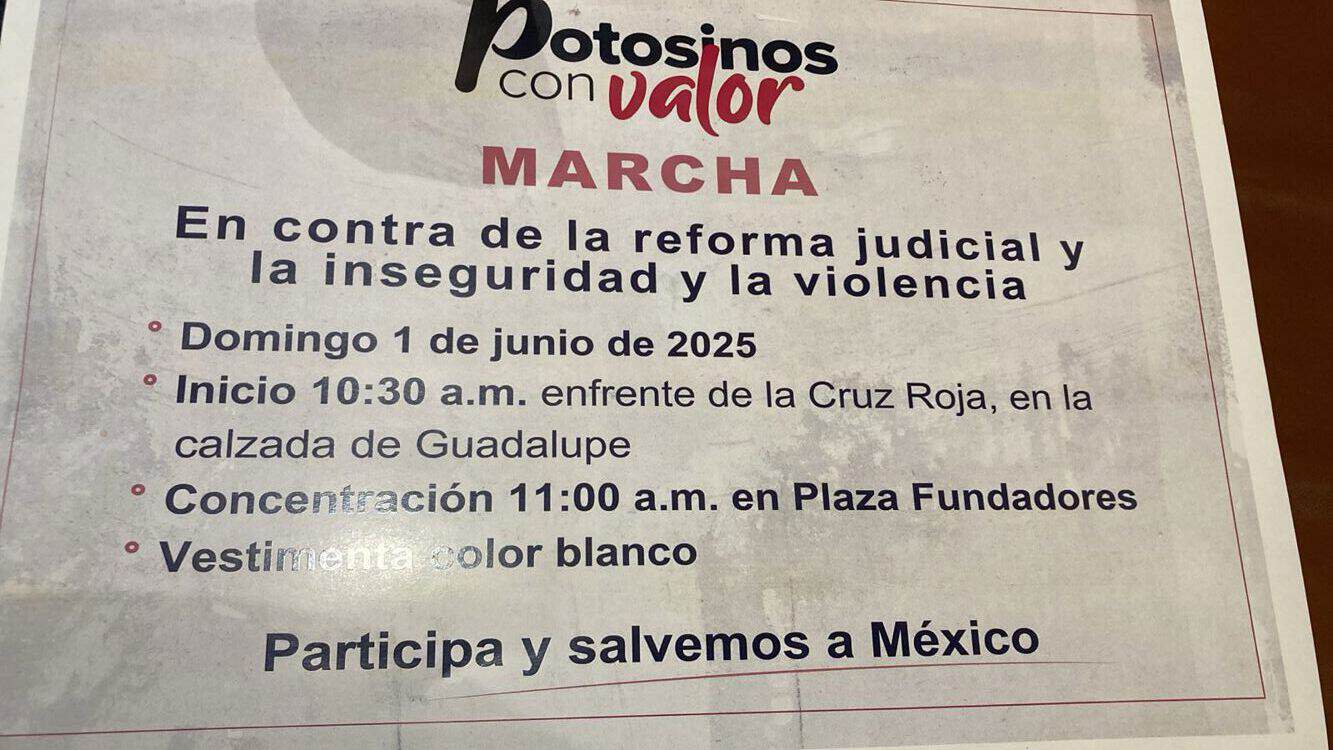 Potosinos
con valor
MARCHA
En contra de la reforma judicial y
la inseguridad y la violencia
° Domingo 1 de junio de 2025
° Inicio 10:30 a.m. enfrente de la Cruz Roja, en la
calzada de Guadalupe
° Concentración 11:00 a.m. en Plaza Fundadores
° Vestimenta color blanco
Participa y salvemos a México